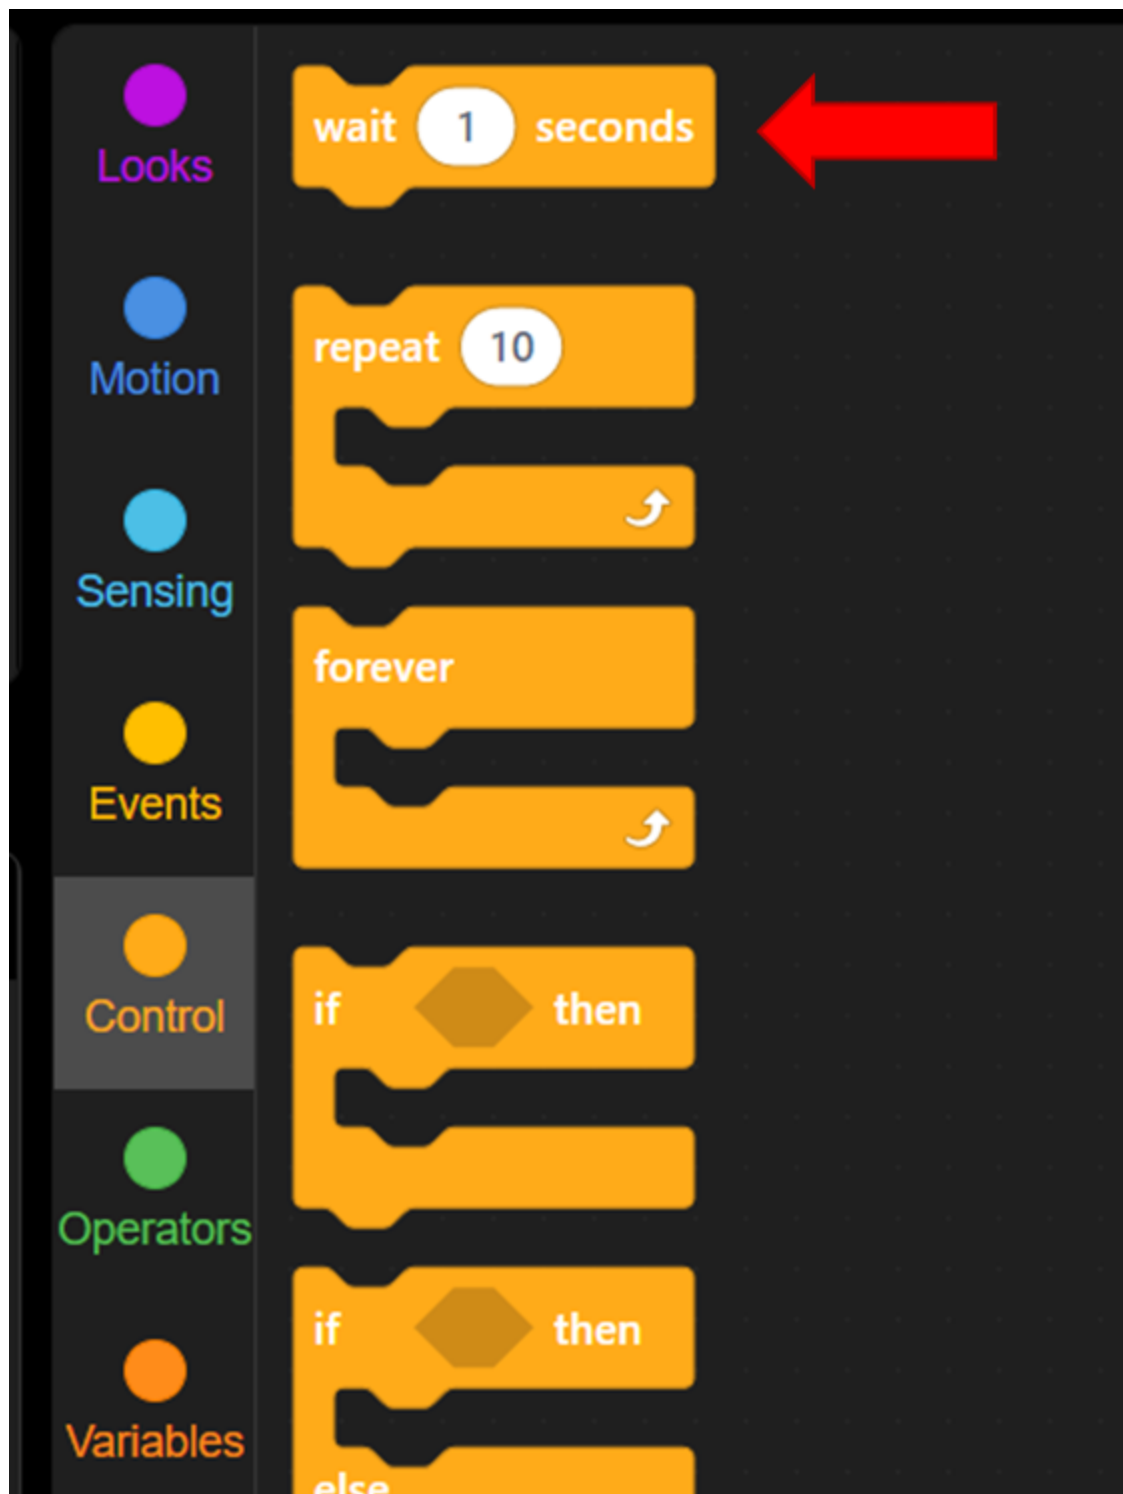 Looks
Motion
Sensing
Events
Control
Operators
Variables
wait 1 seconds
repeat 10
forever
if then
if then
else